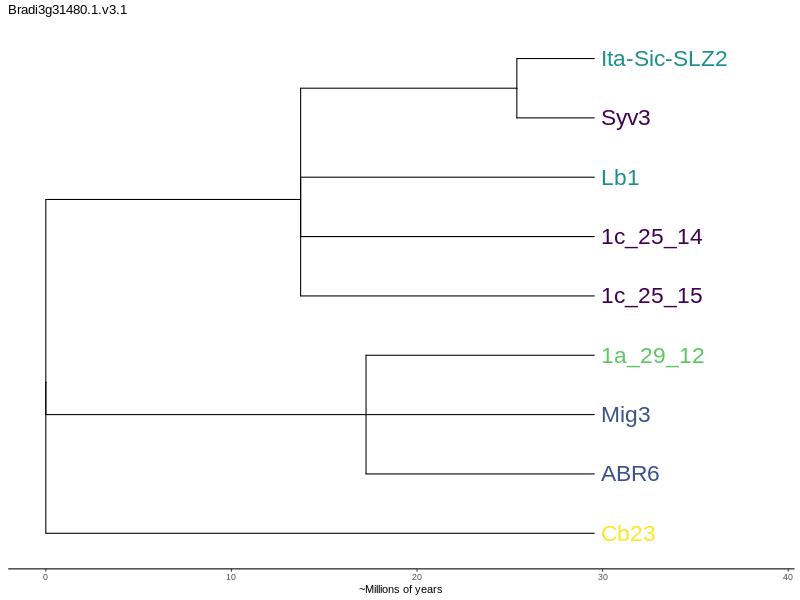 Bradi3g31480.1.v3.1
Ita-Sic-SLZ2
Syv3
Lb1
1c_25_14
1c_25_15
1a_29_12
Mig3
ABR6
Cb23
0 10 20 30 40
~Millions of years